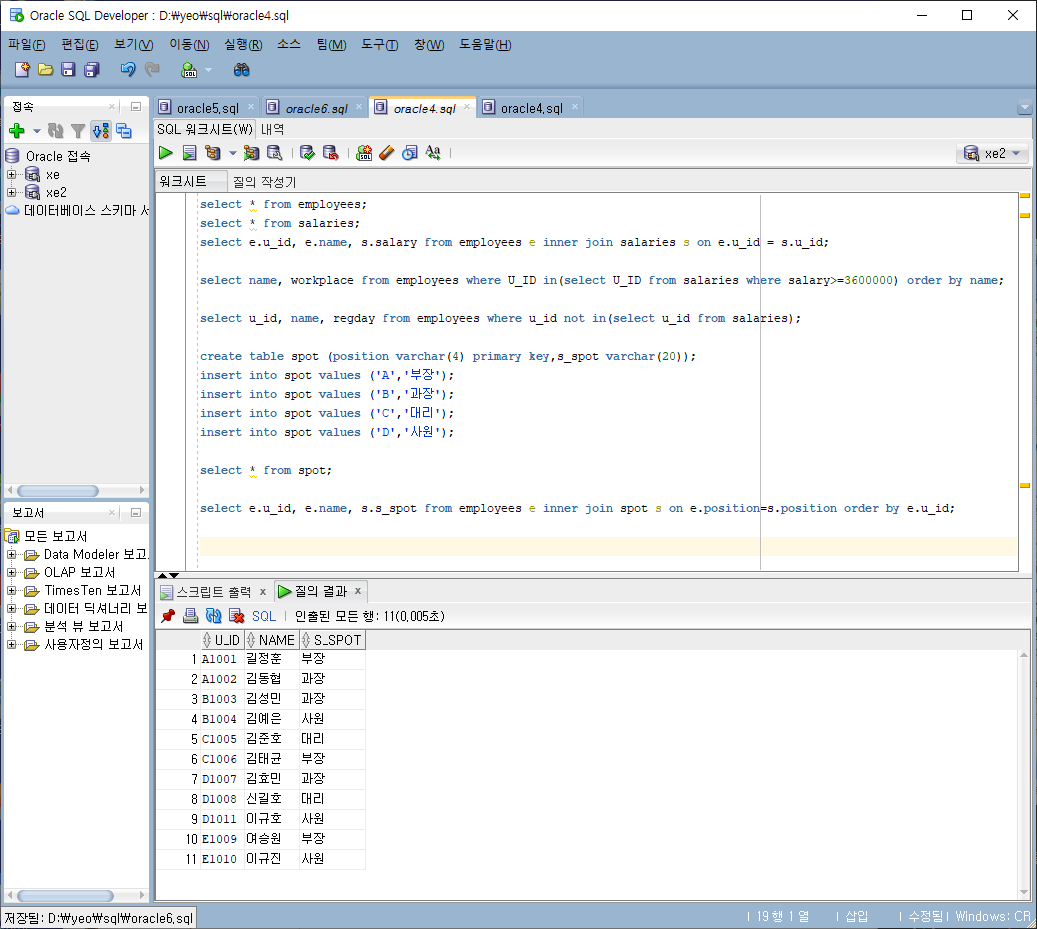 Oracle SQL Developer : D:₩yeo₩sql₩oracle4.sql
파일(F) 편집(E) 보기(V) 이동(N) 실행(R) 소스 팀(M) 도구(T) 창(W) 도움말(H)
접속
Oracle 접속
xe
xe2
데이터베이스 스키마 서
oracle5.sql oracle6.sql oracle4.sql oracle4.sql
SQL 워크시트(W) 내역
xe2
워크시트 질의 작성기
select * from employees;
select * from salaries;
select e.u_id, e.name, s.salary from employees e inner join salaries s on e.u_id = s.u_id;
select name, workplace from employees where U_ID in(select U_ID from salaries where salary>=3600000) order by name;
select u_id, name, regday from employees where u_id not in(select u_id from salaries);
create table spot (position varchar(4) primary key,s_spot varchar(20));
insert into spot values ('A','부장');
insert into spot values ('B','과장');
insert into spot values ('C','대리');
insert into spot values ('D','사원');
select * from spot;
select e.u_id, e.name, s.s_spot from employees e inner join spot s on e.position=s.position order by e.u_id;
보고서
모든 보고서
Data Modeler 보고
OLAP 보고서
TimesTen 보고서
데이터 딕셔너리 보
분석 뷰 보고서
사용자정의 보고서
스크립트 출력 x 질의 결과 x
SQL 인출된 모든 행: 11(0,005초)
U_ID NAME S_SPOT
1 A1001 길정훈 부장
2 A1002 김동협 과장
3 B1003 김성민 과장
4 B1004 김예은 사원
5 C1005 김준호 대리
6 C1006 김태균 부장
7 D1007 김효민 과장
8 D1008 신길호 대리
9 D1011 이규호 사원
10 E1009 여승원 부장
11 E1010 이규진 사원
저장됨: D:₩yeo₩sql₩oracle6.sql
19 행 1 열 삽입 수정됨 Windows: CR